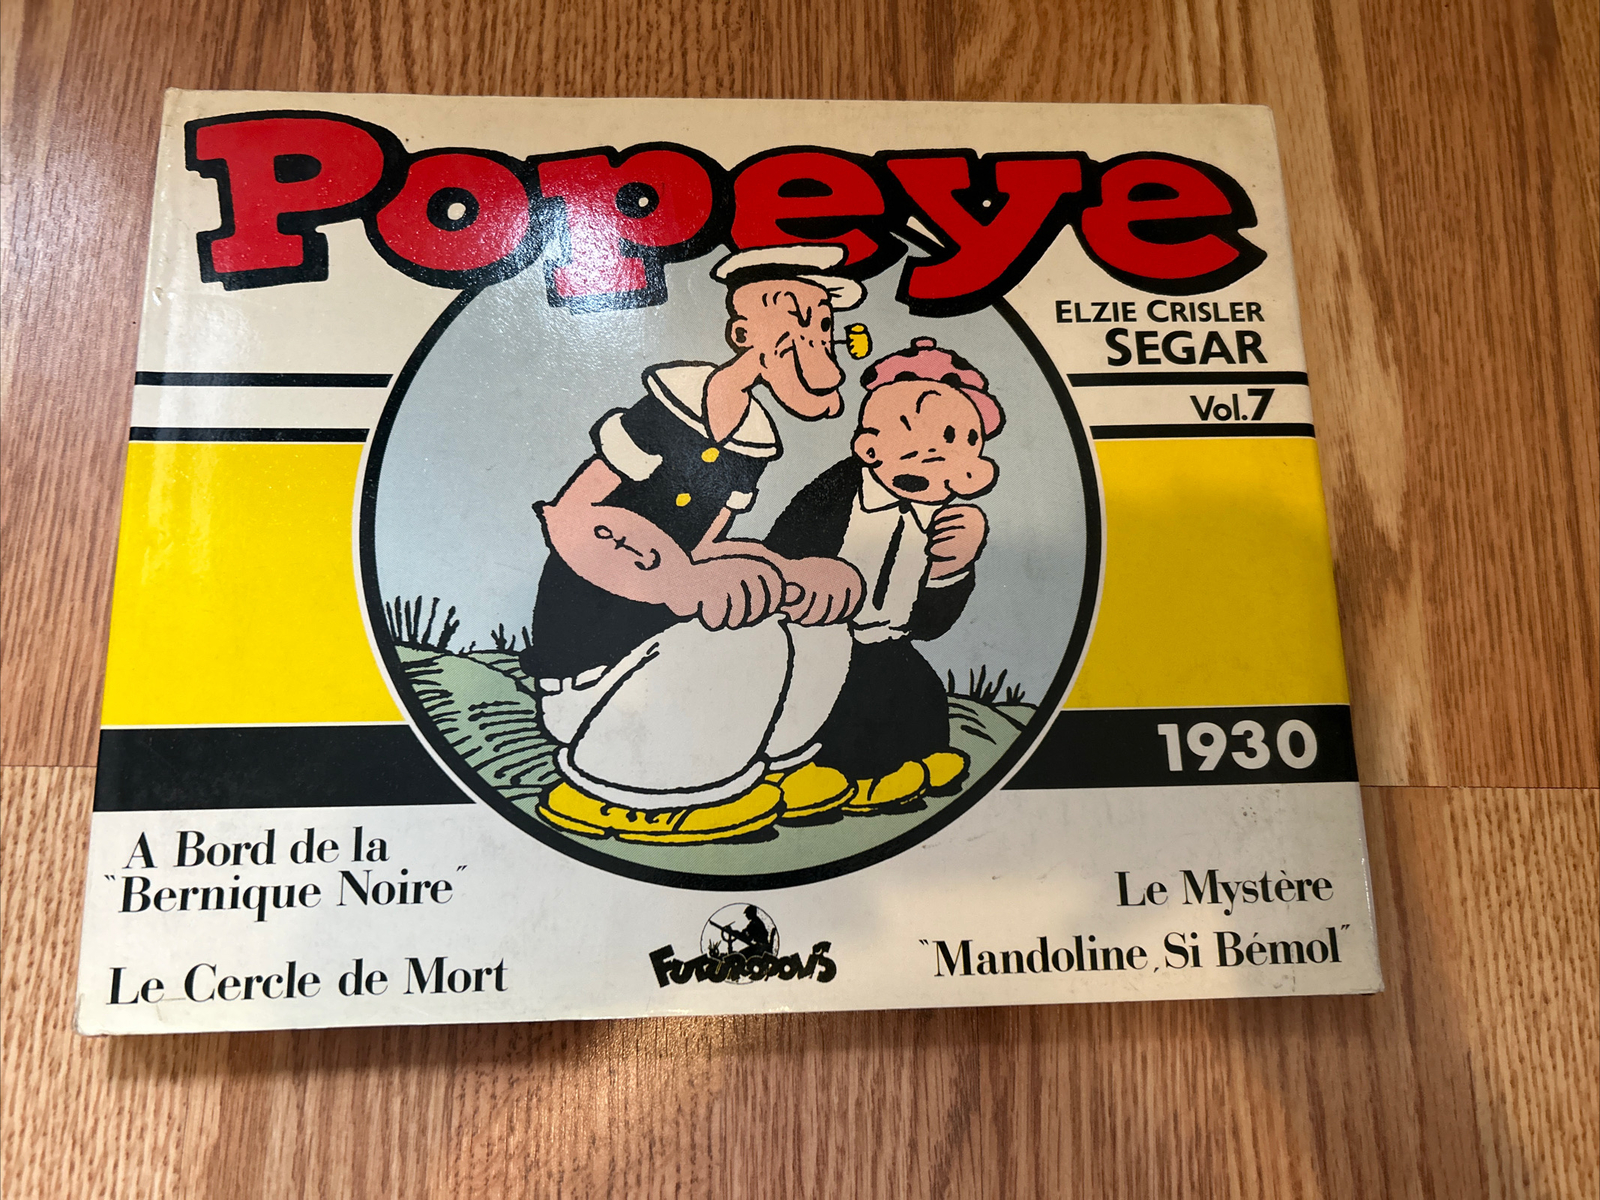 Popeye
ELZIE CRISLER
SEGAR
Vol.7
1930
A Bord de la
"Bernique Noire"
Le Cercle de Mort
FUTUROPOLIS
Le Mystère
"Mandoline, Si Bémol"